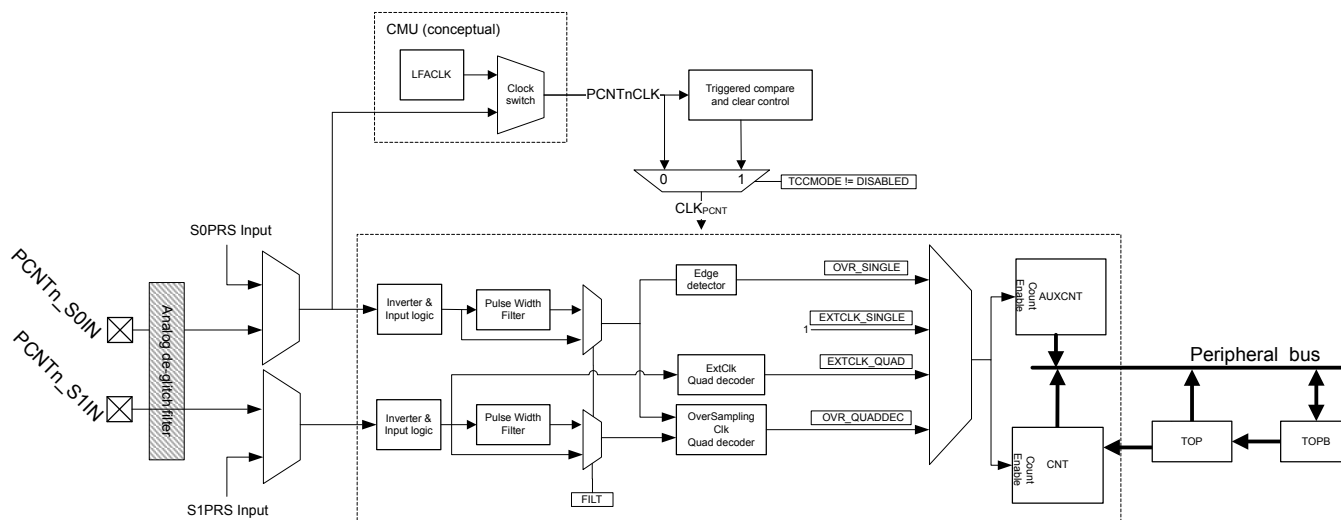 CMU (conceptual)
LFACLK
Clock
switch
PCNTnCLK
Triggered compare
and clear control
0
1
TCCMODE != DISABLED
CLKPCNT
S0PRS Input
PCNTn_S0IN
PCNTn_S1IN
Analog de-glitch filter
S1PRS Input
Inverter &
Input logic
Pulse Width
Filter
Edge
detector
OVR_SINGLE
EXTCLK_SINGLE
1
ExtClk
Quad decoder
EXTCLK_QUAD
Inverter &
Input logic
Pulse Width
Filter
OverSampling
Clk
Quad decoder
OVR_QUADDEC
FILT
Count
Enable
AUXCNT
Peripheral bus
Count
Enable
CNT
TOP
TOPB